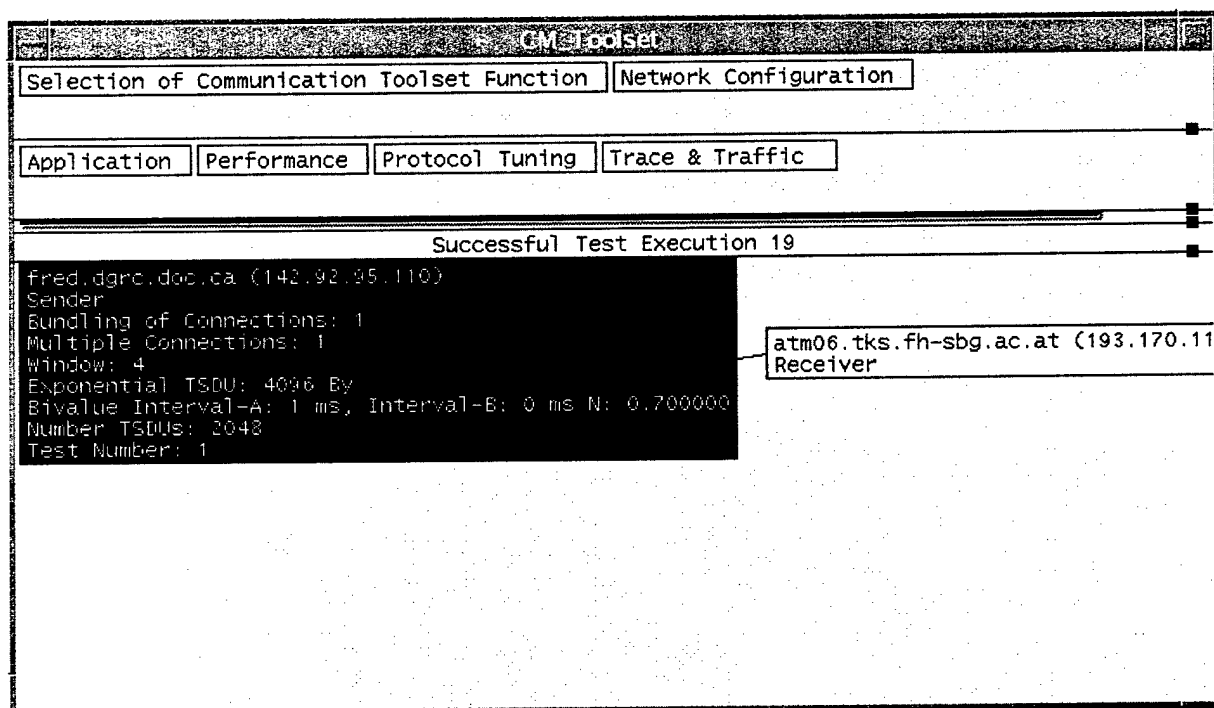 CM_Toolset
Selection of Communication Toolset Function Network Configuration
Application Performance Protocol Tuning Trace & Traffic
Successful Test Execution 19
fred.dgrc.doc.ca (142.92.95.110)
Sender
Bundling of Connections: 1
Multiple Connections: 1
Window: 4
Exponential TSDU: 4096 By
Bivalue Interval-A: 1 ms, Interval-B: 0 ms N: 0.700000
Number TSDUs: 2048
Test Number: 1
atm06.tks.fh-sbg.ac.at (193.170.11
Receiver